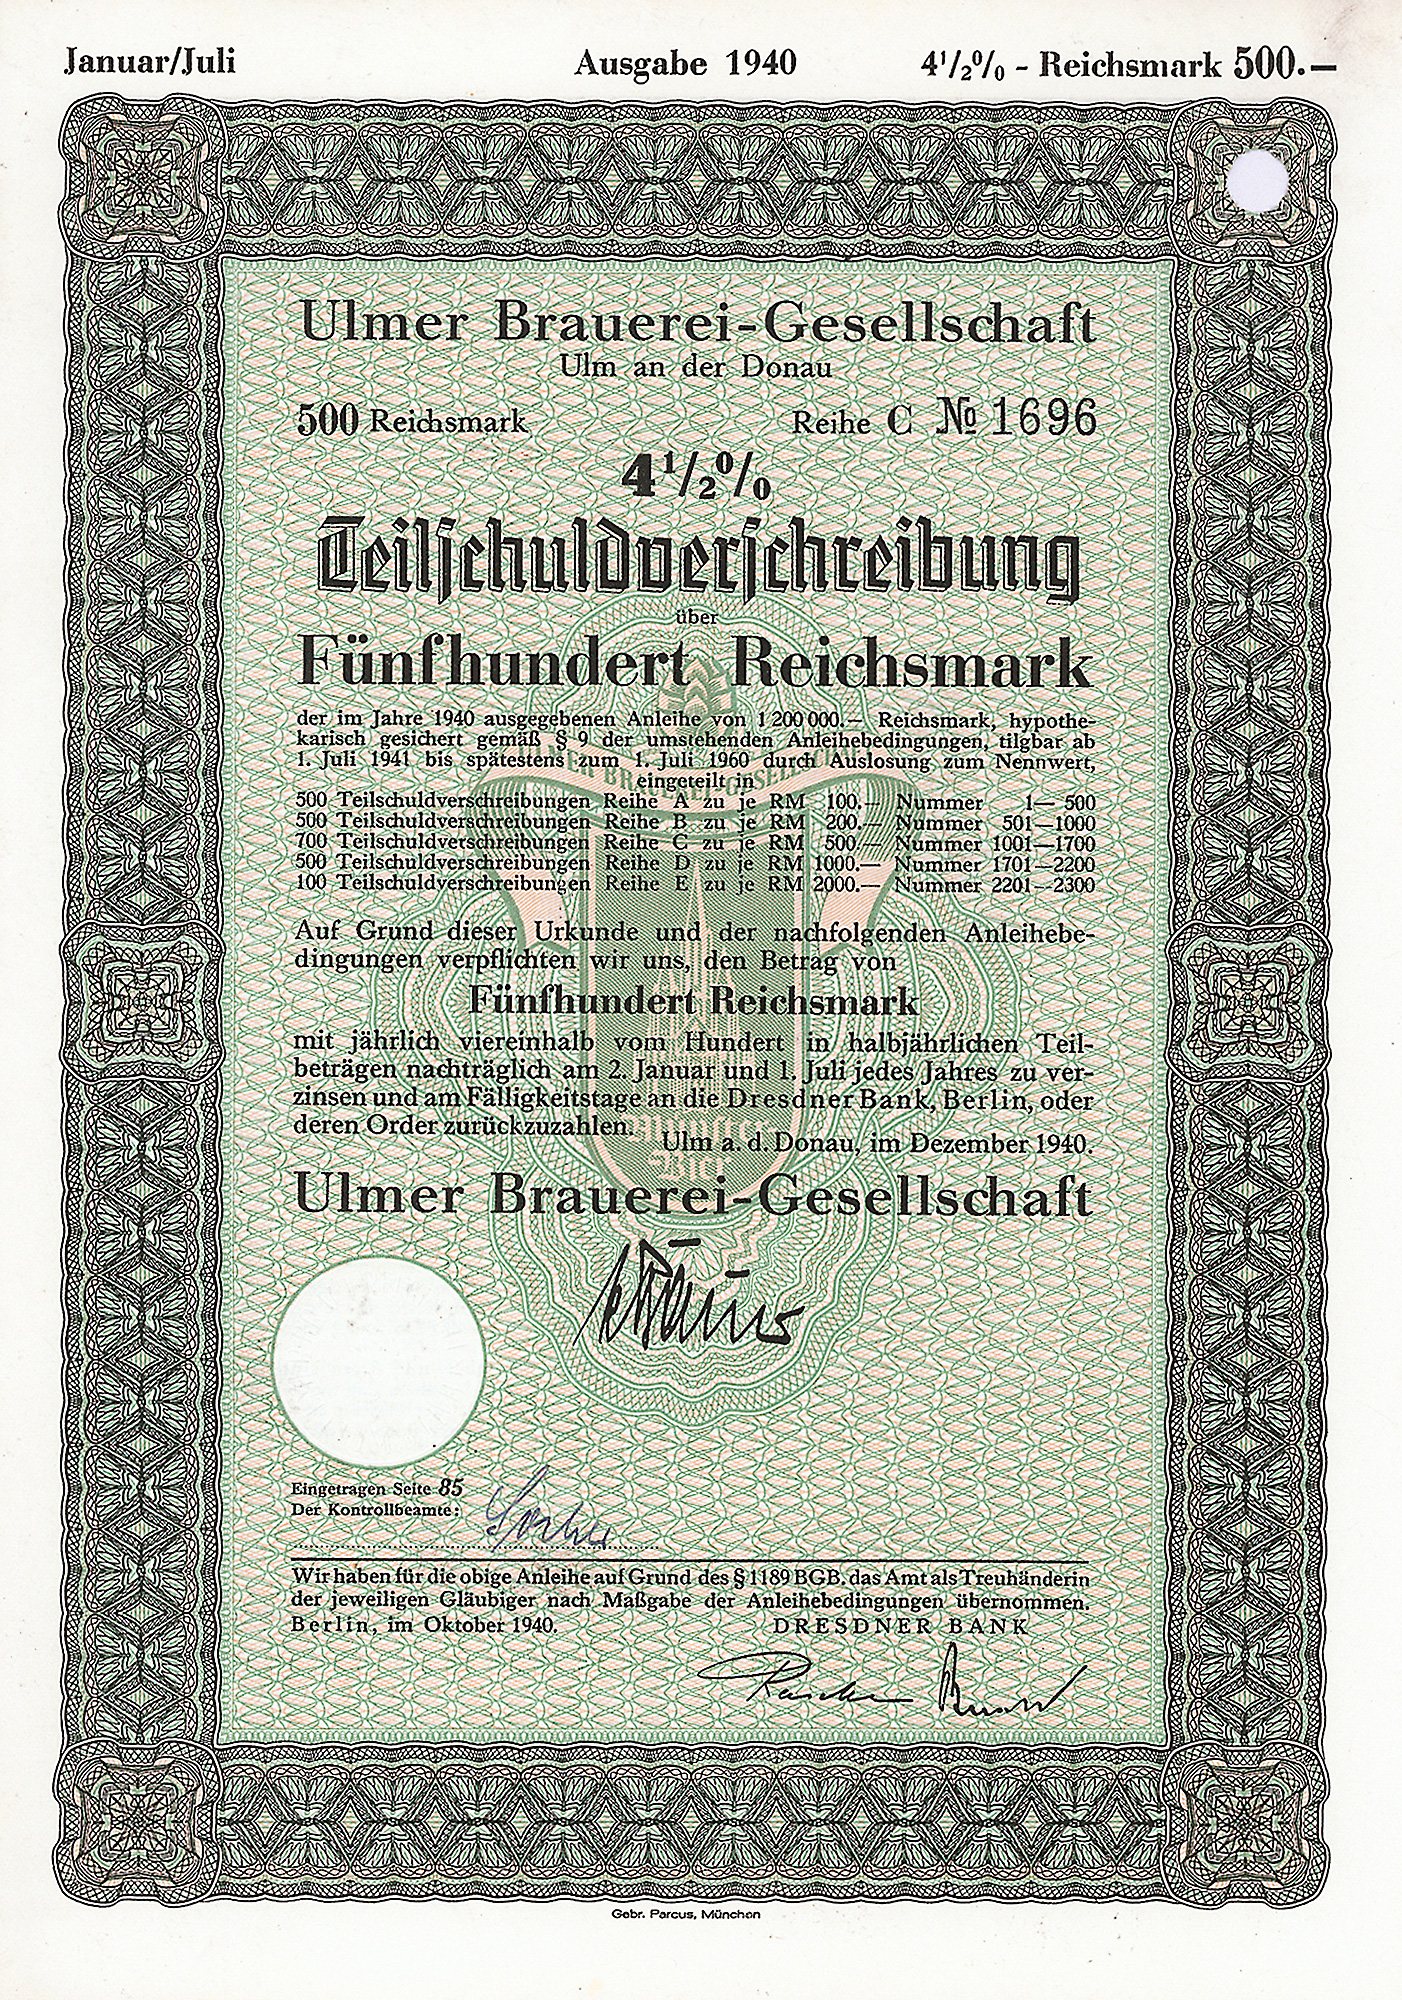 Januar/Juli Ausgabe 1940 4½% - Reichsmark 500.—
Ulmer Brauerei-Gesellschaft
Ulm an der Donau
500 Reichsmark Reihe C № 1696
4½%
Teilschuldverschreibung
über
Fünfhundert Reichsmark
der im Jahre 1940 ausgegebenen Anleihe von 1 200 000.— Reichsmark, hypothe-
karisch gesichert gemäß § 9 der umstehenden Anleihebedingungen, tilgbar ab
1. Juli 1941 bis spätestens zum 1. Juli 1960 durch Auslosung zum Nennwert,
eingeteilt in
500 Teilschuldverschreibungen Reihe A zu je RM 100.— Nummer 1— 500
500 Teilschuldverschreibungen Reihe B zu je RM 200.— Nummer 501—1000
700 Teilschuldverschreibungen Reihe C zu je RM 500.— Nummer 1001—1700
500 Teilschuldverschreibungen Reihe D zu je RM 1000.— Nummer 1701—2200
100 Teilschuldverschreibungen Reihe E zu je RM 2000.— Nummer 2201—2300
Auf Grund dieser Urkunde und der nachfolgenden Anleihebe-
dingungen verpflichten wir uns, den Betrag von
Fünfhundert Reichsmark
mit jährlich viereinhalb vom Hundert in halbjährlichen Teil-
beträgen nachträglich am 2. Januar und 1. Juli jedes Jahres zu ver-
zinsen und am Fälligkeitstage an die Dresdner Bank, Berlin, oder
deren Order zurückzuzahlen.
Ulm a. d. Donau, im Dezember 1940.
Ulmer Brauerei-Gesellschaft
Eingetragen Seite 85
Der Kontrollbeamte:
Wir haben für die obige Anleihe auf Grund des § 1189 BGB. das Amt als Treuhänderin
der jeweiligen Gläubiger nach Maßgabe der Anleihebedingungen übernommen.
Berlin, im Oktober 1940. DRESDNER BANK
Gebr. Parcus, München